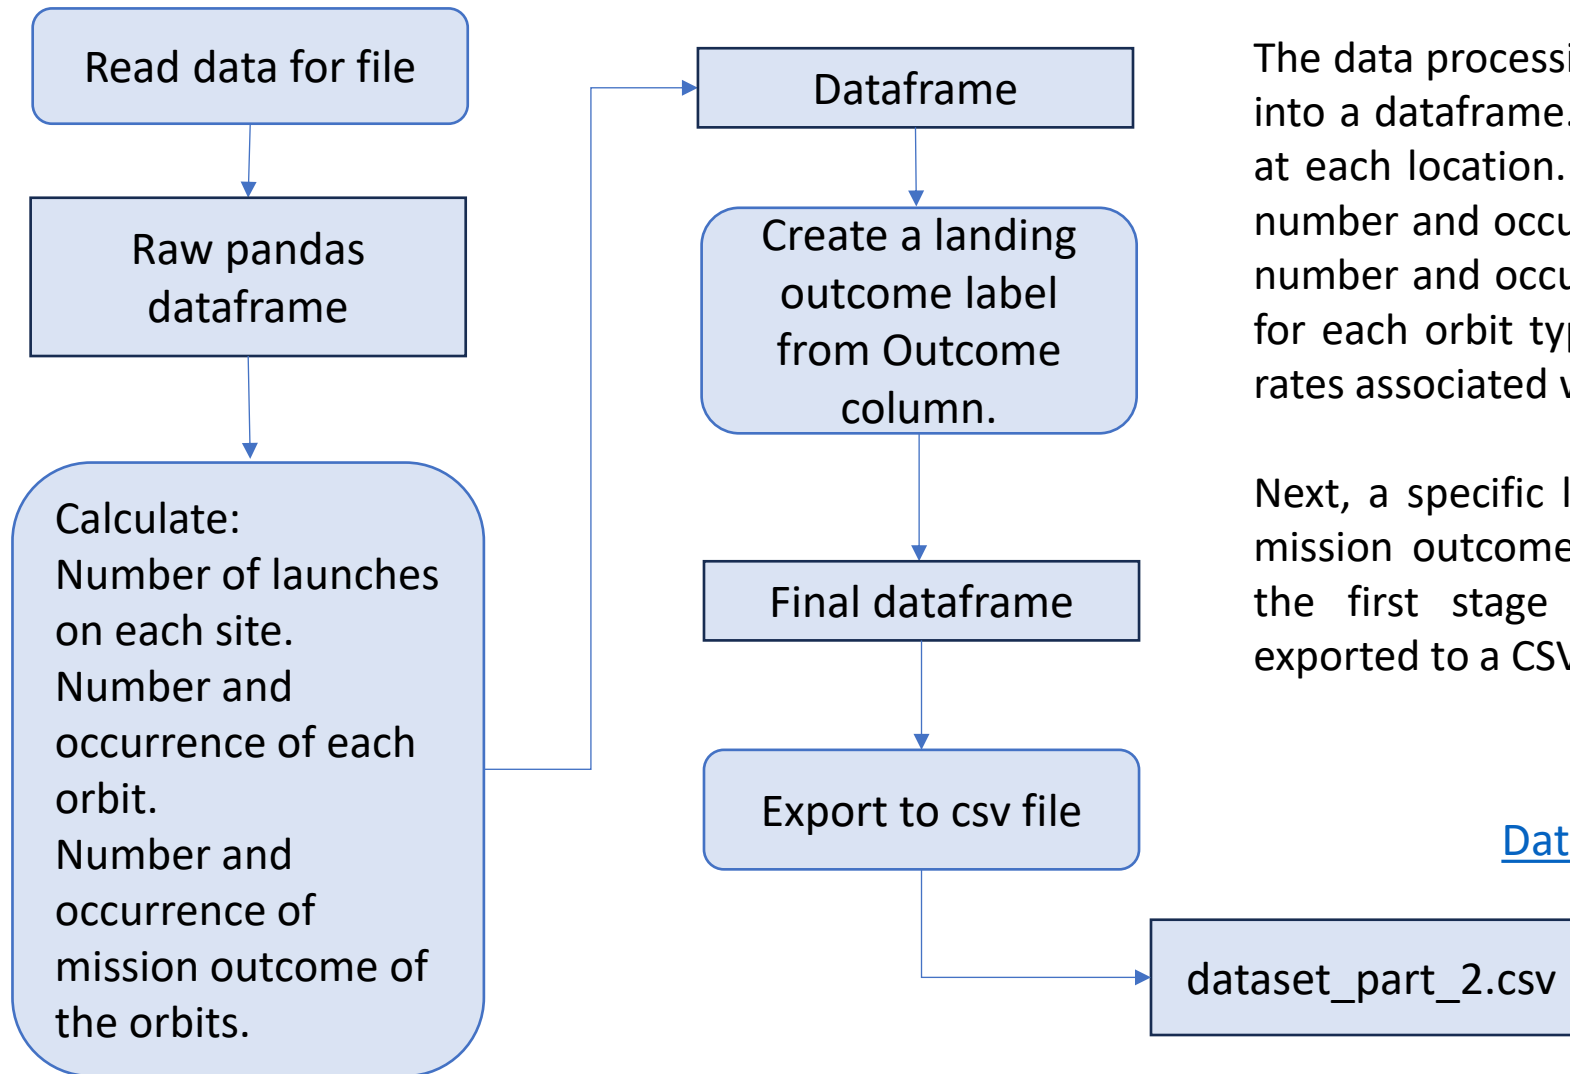 Read data for file
Raw pandas
dataframe
Calculate:
Number of launches
on each site.
Number and
occurrence of each
orbit.
Number and
occurrence of
mission outcome of
the orbits.
Dataframe
Create a landing
outcome label
from Outcome
column.
Final dataframe
Export to csv file
dataset_part_2.csv
The data processi
into a dataframe.
at each location.
number and occu
number and occu
for each orbit typ
rates associated
Next, a specific l
mission outcome
the first stage
exported to a CSV
Dat